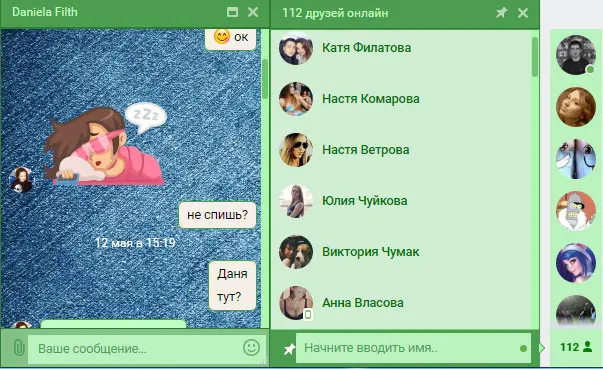 Daniela Filth
😊 ок
zZz
не спишь?
12 мая в 15:19
Даня
тут?
Ваше сообщение...
112 друзей онлайн
Катя Филатова
Настя Комарова
Настя Ветрова
Юлия Чуйкова
Виктория Чумак
Анна Власова
Начните вводить имя..
112